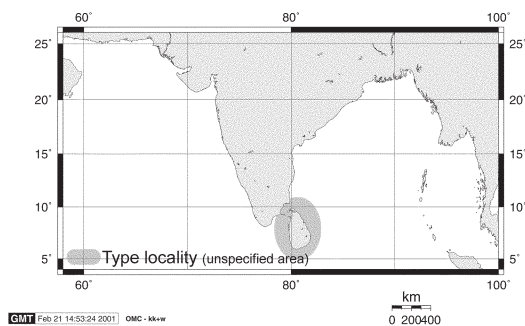 60° 80° 100°
25° 25°
20° 20°
15° 15°
10° 10°
5° 5°
Type locality (unspecified area)
60° 80° 100°
km
0 200400
GMT Feb 21 14:53:24 2001 OMC - kk+w